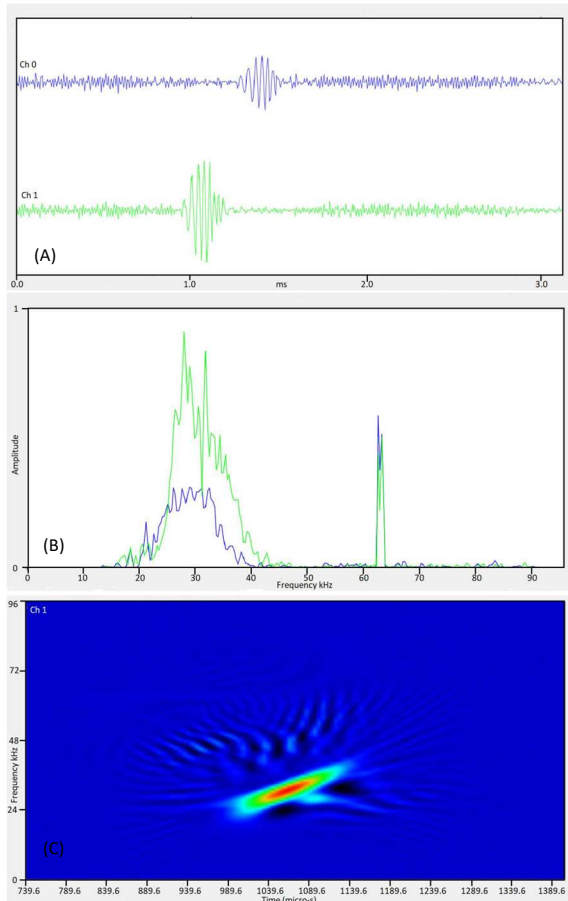 Ch 0
Ch 1
(A)
0.0 1.0 ms 2.0 3.0
1
Amplitude
(B)
0
0 10 20 30 40 50 60 70 80 90
Frequency kHz
96
Ch 1
72
48
Frequency kHz
24
(C)
0
739.6 789.6 839.6 889.6 939.6 989.6 1039.6 1089.6 1139.6 1189.6 1239.6 1289.6 1339.6 1389.6
Time (micro-s)